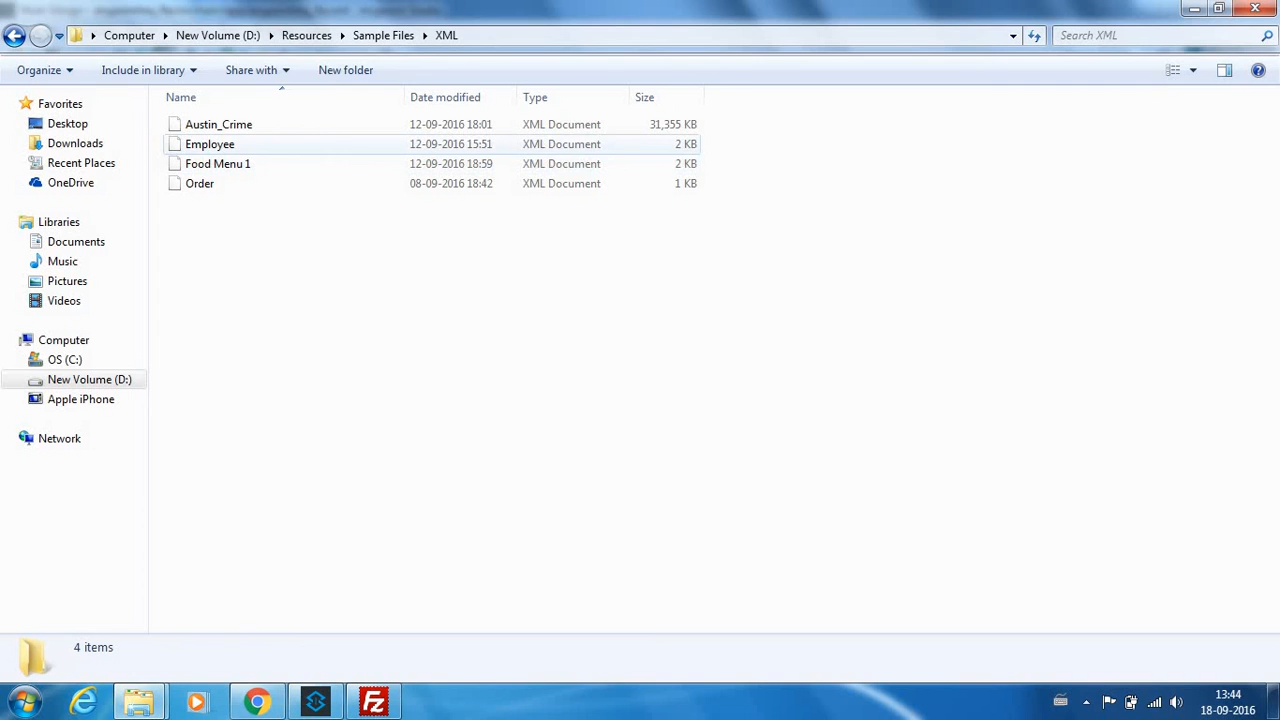 Computer New Volume (D:) Resources Sample Files XML Search XML
Organize Include in library Share with New folder
Name Date modified Type Size
Austin_Crime 12-09-2016 18:01 XML Document 31,355 KB
Employee 12-09-2016 15:51 XML Document 2 KB
Food Menu 1 12-09-2016 18:59 XML Document 2 KB
Order 08-09-2016 18:42 XML Document 1 KB
Favorites
Desktop
Downloads
Recent Places
OneDrive
Libraries
Documents
Music
Pictures
Videos
Computer
OS (C:)
New Volume (D:)
Apple iPhone
Network
4 items
13:44
18-09-2016